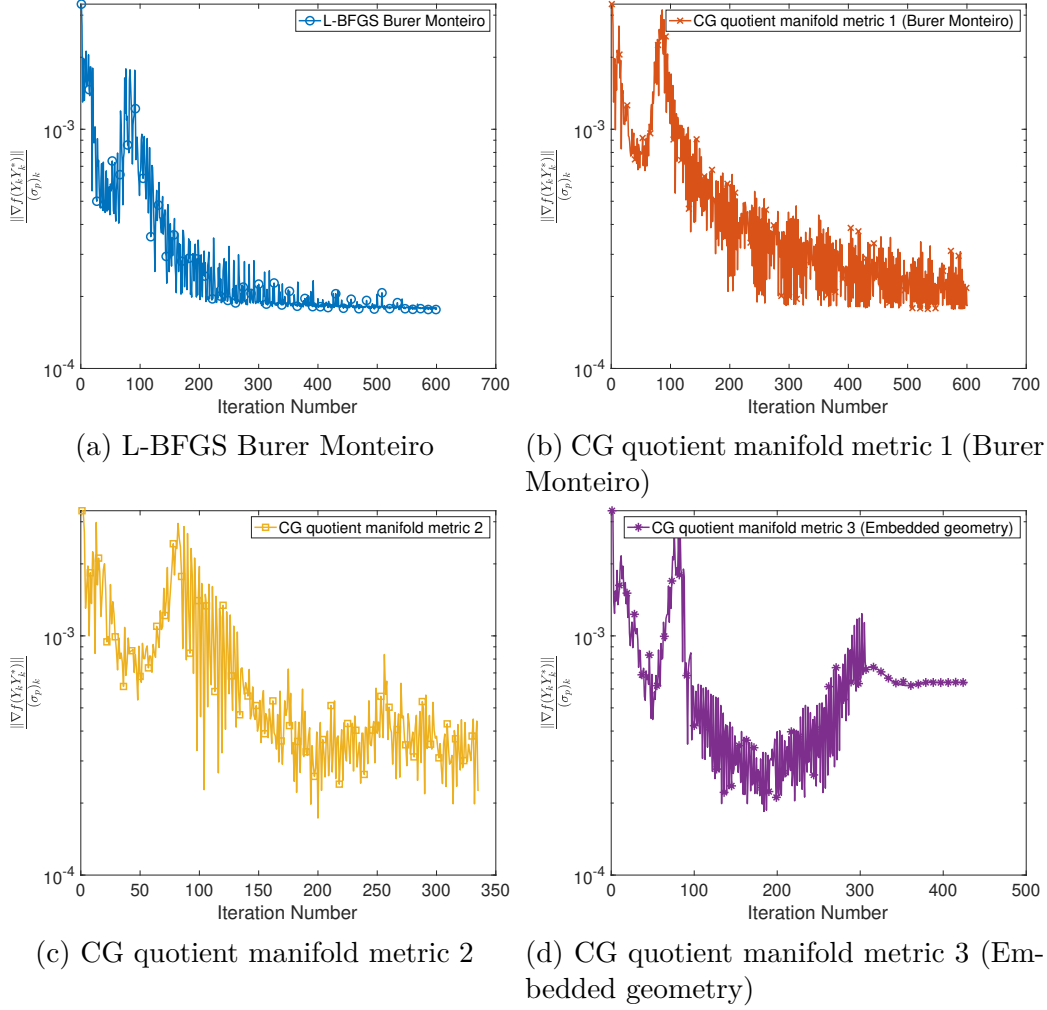 L-BFGS Burer Monteiro
10^-3
10^-4
‖∇f(Y_kY_k^*)‖
(σ_p)_k
0 100 200 300 400 500 600 700
Iteration Number
(a) L-BFGS Burer Monteiro
CG quotient manifold metric 1 (Burer Monteiro)
10^-3
10^-4
‖∇f(Y_kY_k^*)‖
(σ_p)_k
0 100 200 300 400 500 600 700
Iteration Number
(b) CG quotient manifold metric 1 (Burer
Monteiro)
CG quotient manifold metric 2
10^-3
10^-4
‖∇f(Y_kY_k^*)‖
(σ_p)_k
0 50 100 150 200 250 300 350
Iteration Number
(c) CG quotient manifold metric 2
CG quotient manifold metric 3 (Embedded geometry)
10^-3
10^-4
‖∇f(Y_kY_k^*)‖
(σ_p)_k
0 100 200 300 400 500
Iteration Number
(d) CG quotient manifold metric 3 (Em-
bedded geometry)